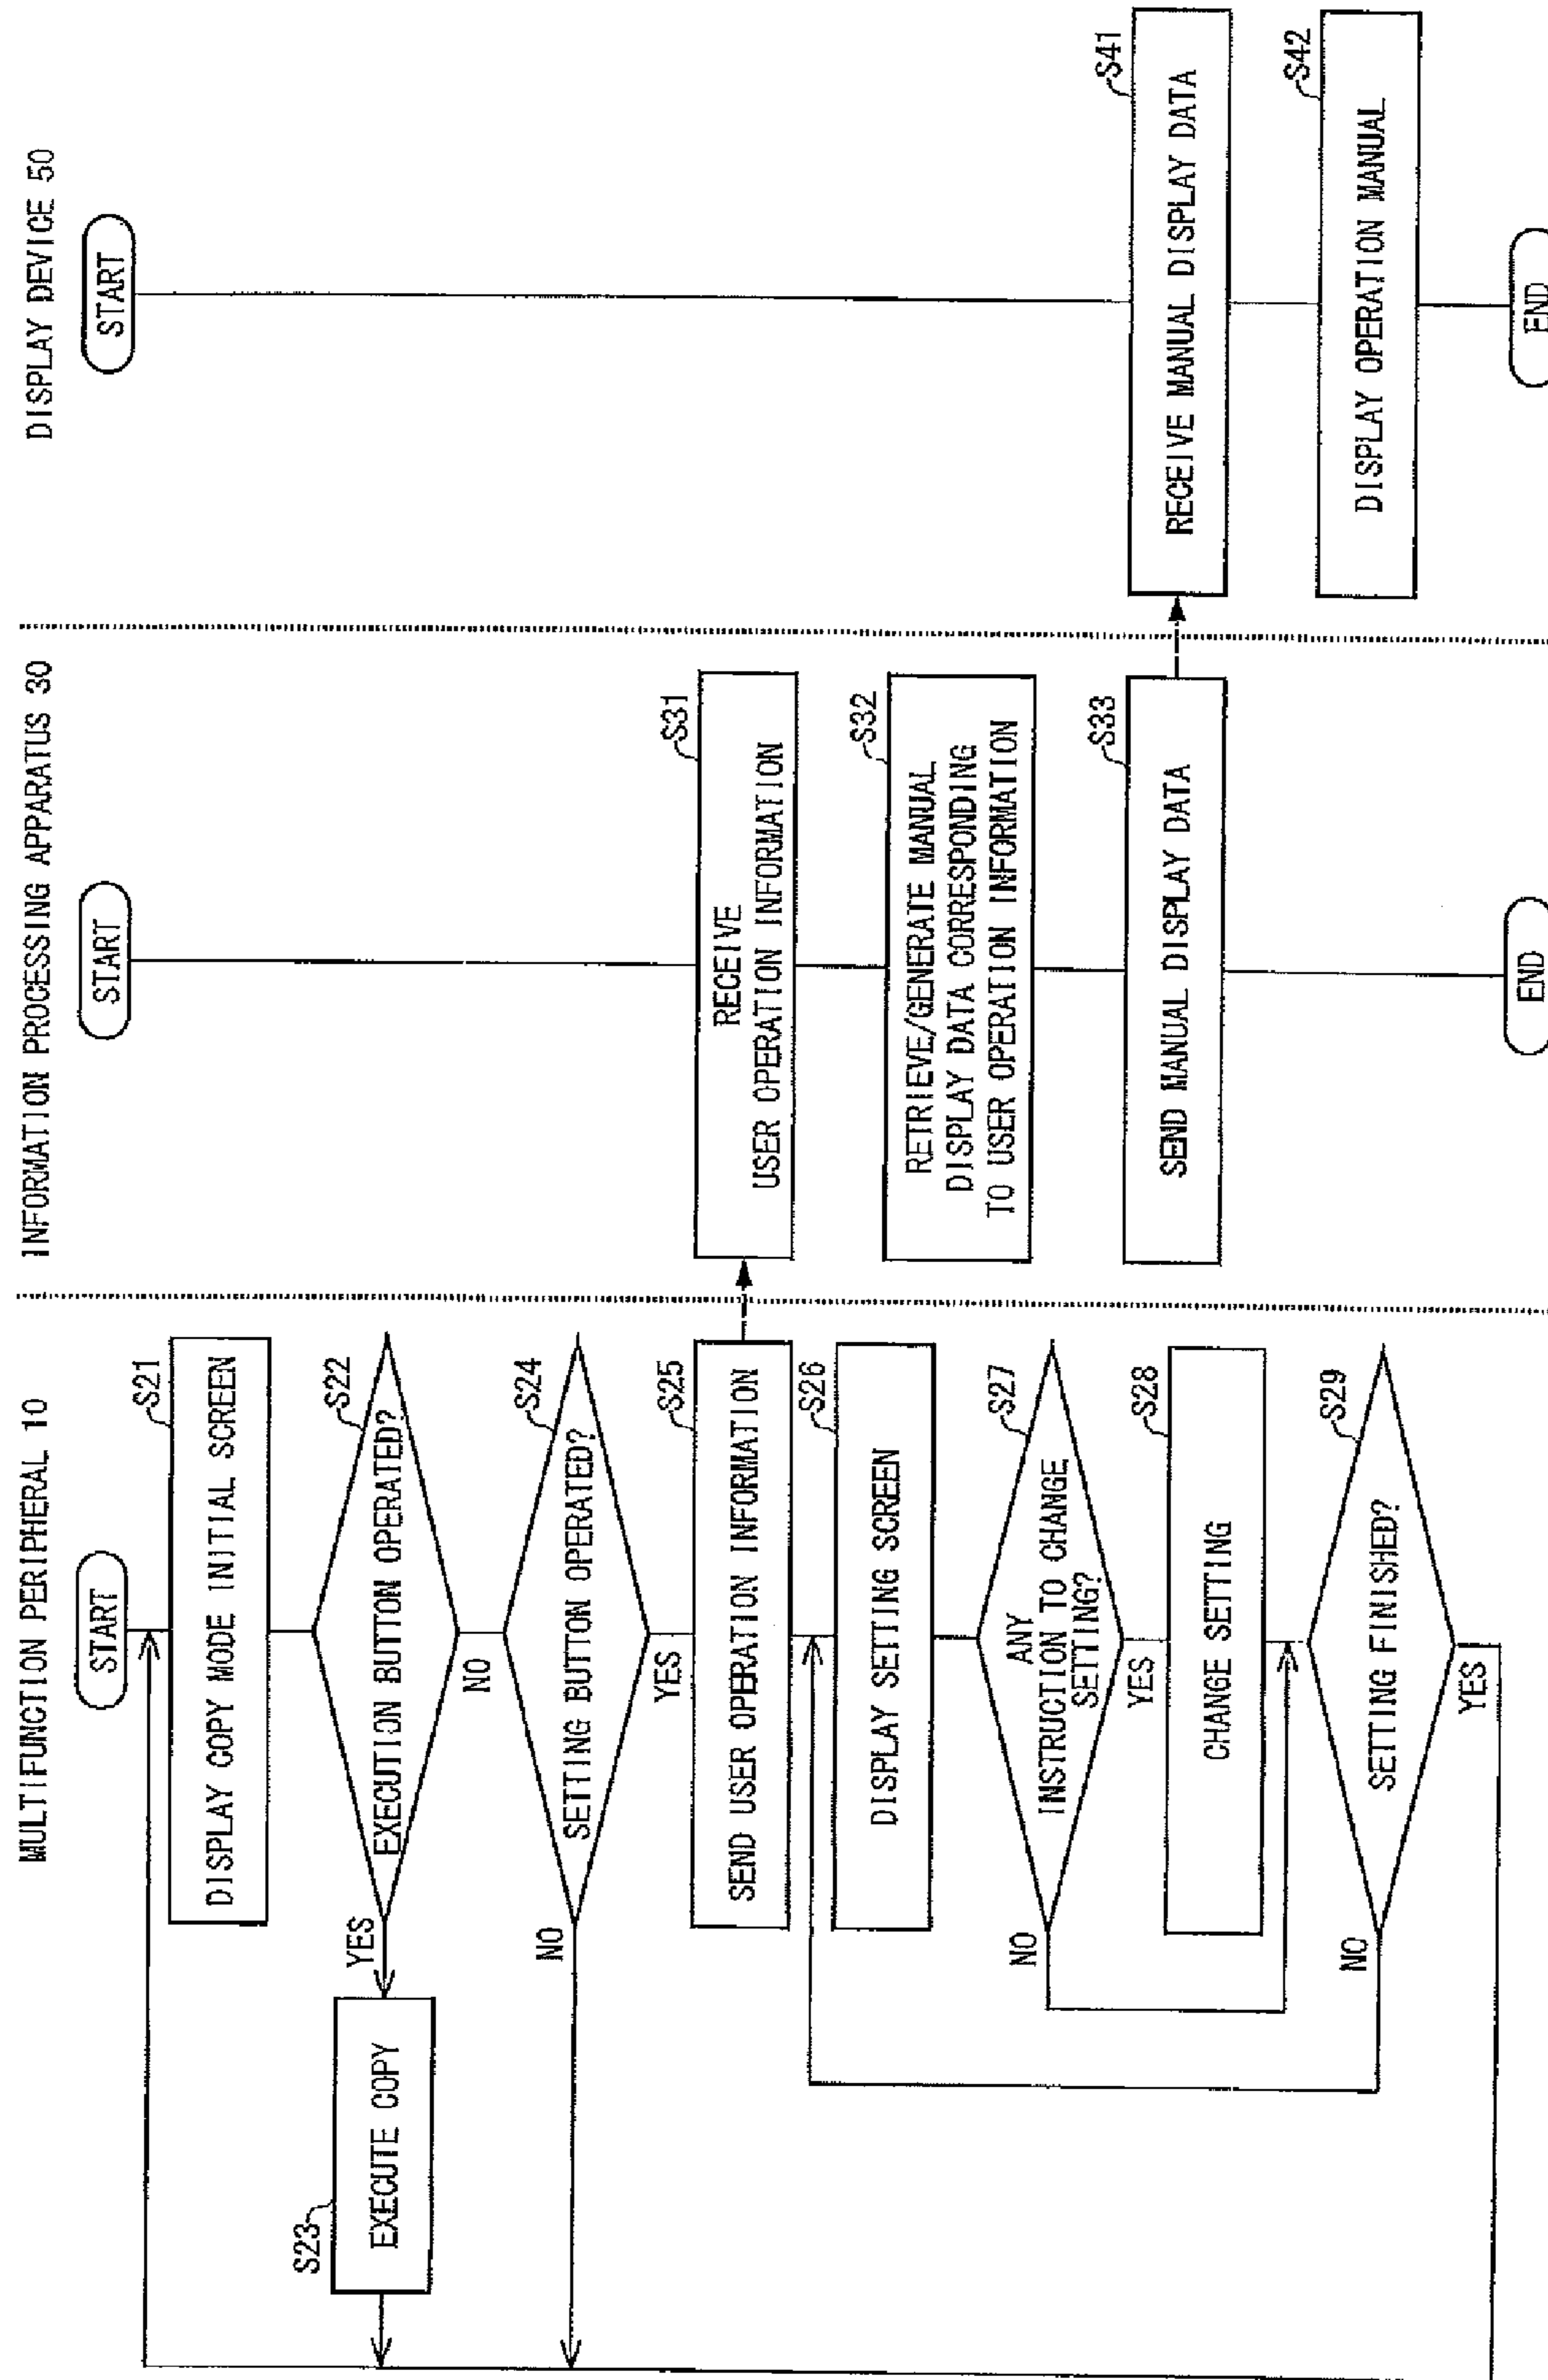 MULTIFUNCTION PERIPHERAL 10
START
S21
DISPLAY COPY MODE INITIAL SCREEN
S22
EXECUTION BUTTON OPERATED?
YES
NO
S23
EXECUTE COPY
S24
SETTING BUTTON OPERATED?
NO
YES
S25
SEND USER OPERATION INFORMATION
S26
DISPLAY SETTING SCREEN
S27
ANY
INSTRUCTION TO CHANGE
SETTING?
NO
YES
S28
CHANGE SETTING
S29
SETTING FINISHED?
NO
YES
INFORMATION PROCESSING APPARATUS 30
START
S31
RECEIVE
USER OPERATION INFORMATION
S32
RETRIEVE/GENERATE MANUAL
DISPLAY DATA CORRESPONDING
TO USER OPERATION INFORMATION
S33
SEND MANUAL DISPLAY DATA
END
DISPLAY DEVICE 50
START
S41
RECEIVE MANUAL DISPLAY DATA
S42
DISPLAY OPERATION MANUAL
END